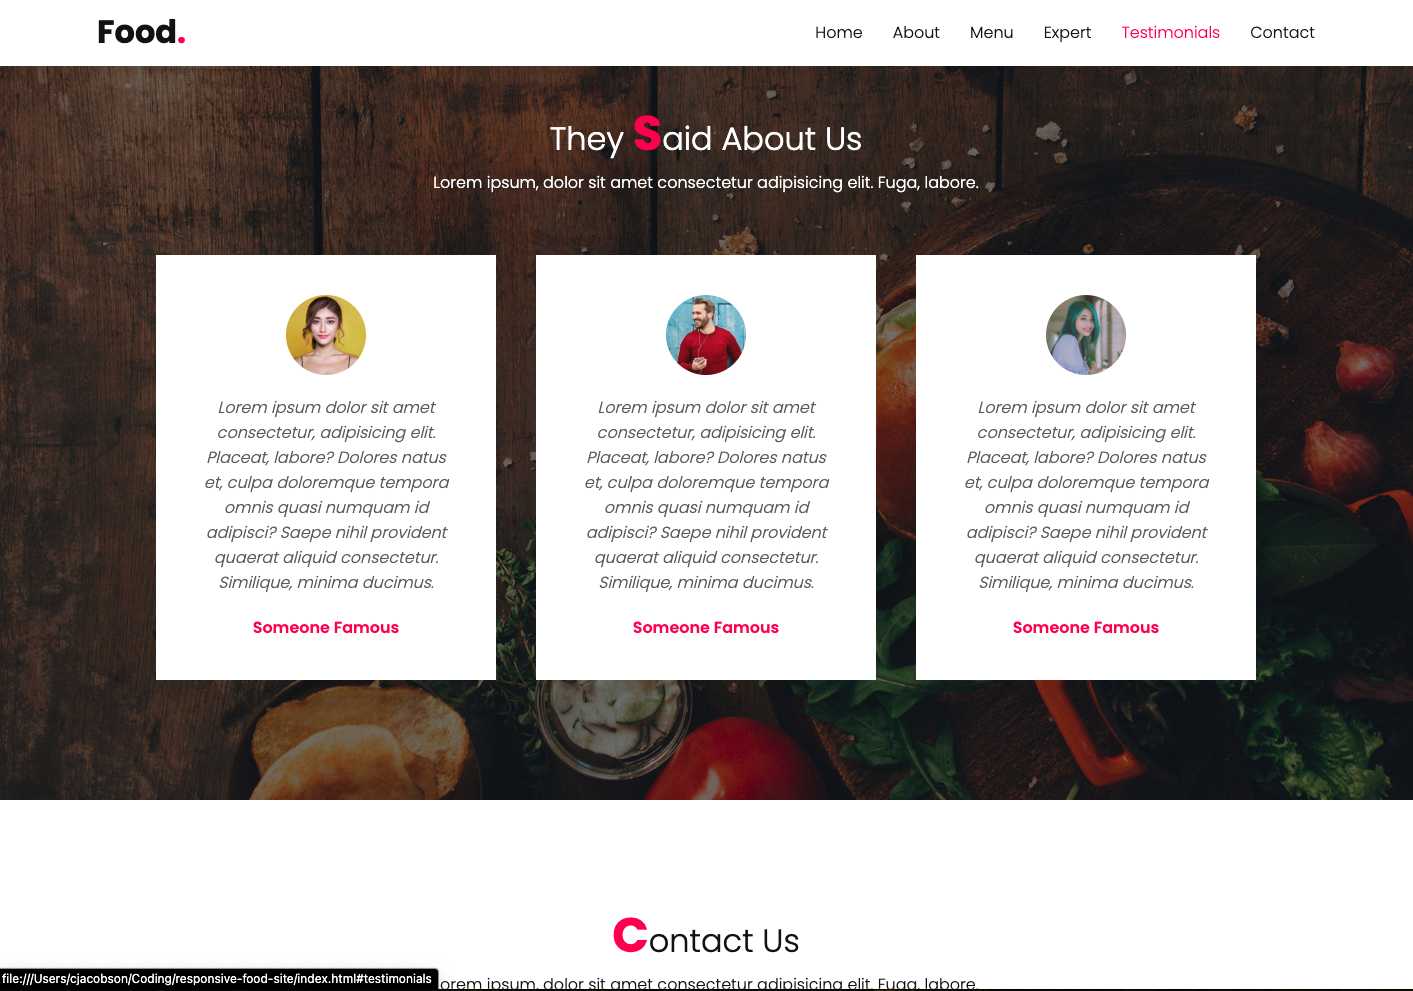 Food.
Home About Menu Expert Testimonials Contact
They Said About Us
Lorem ipsum, dolor sit amet consectetur adipisicing elit. Fuga, labore.
Lorem ipsum dolor sit amet
consectetur, adipisicing elit.
Placeat, labore? Dolores natus
et, culpa doloremque tempora
omnis quasi numquam id
adipisci? Saepe nihil provident
quaerat aliquid consectetur.
Similique, minima ducimus.
Someone Famous
Lorem ipsum dolor sit amet
consectetur, adipisicing elit.
Placeat, labore? Dolores natus
et, culpa doloremque tempora
omnis quasi numquam id
adipisci? Saepe nihil provident
quaerat aliquid consectetur.
Similique, minima ducimus.
Someone Famous
Lorem ipsum dolor sit amet
consectetur, adipisicing elit.
Placeat, labore? Dolores natus
et, culpa doloremque tempora
omnis quasi numquam id
adipisci? Saepe nihil provident
quaerat aliquid consectetur.
Similique, minima ducimus.
Someone Famous
Contact Us
orem ipsum, dolor sit amet consectetur adipisicing elit. Fuga, labore.
file:///Users/cjacobson/Coding/responsive-food-site/index.html#testimonials